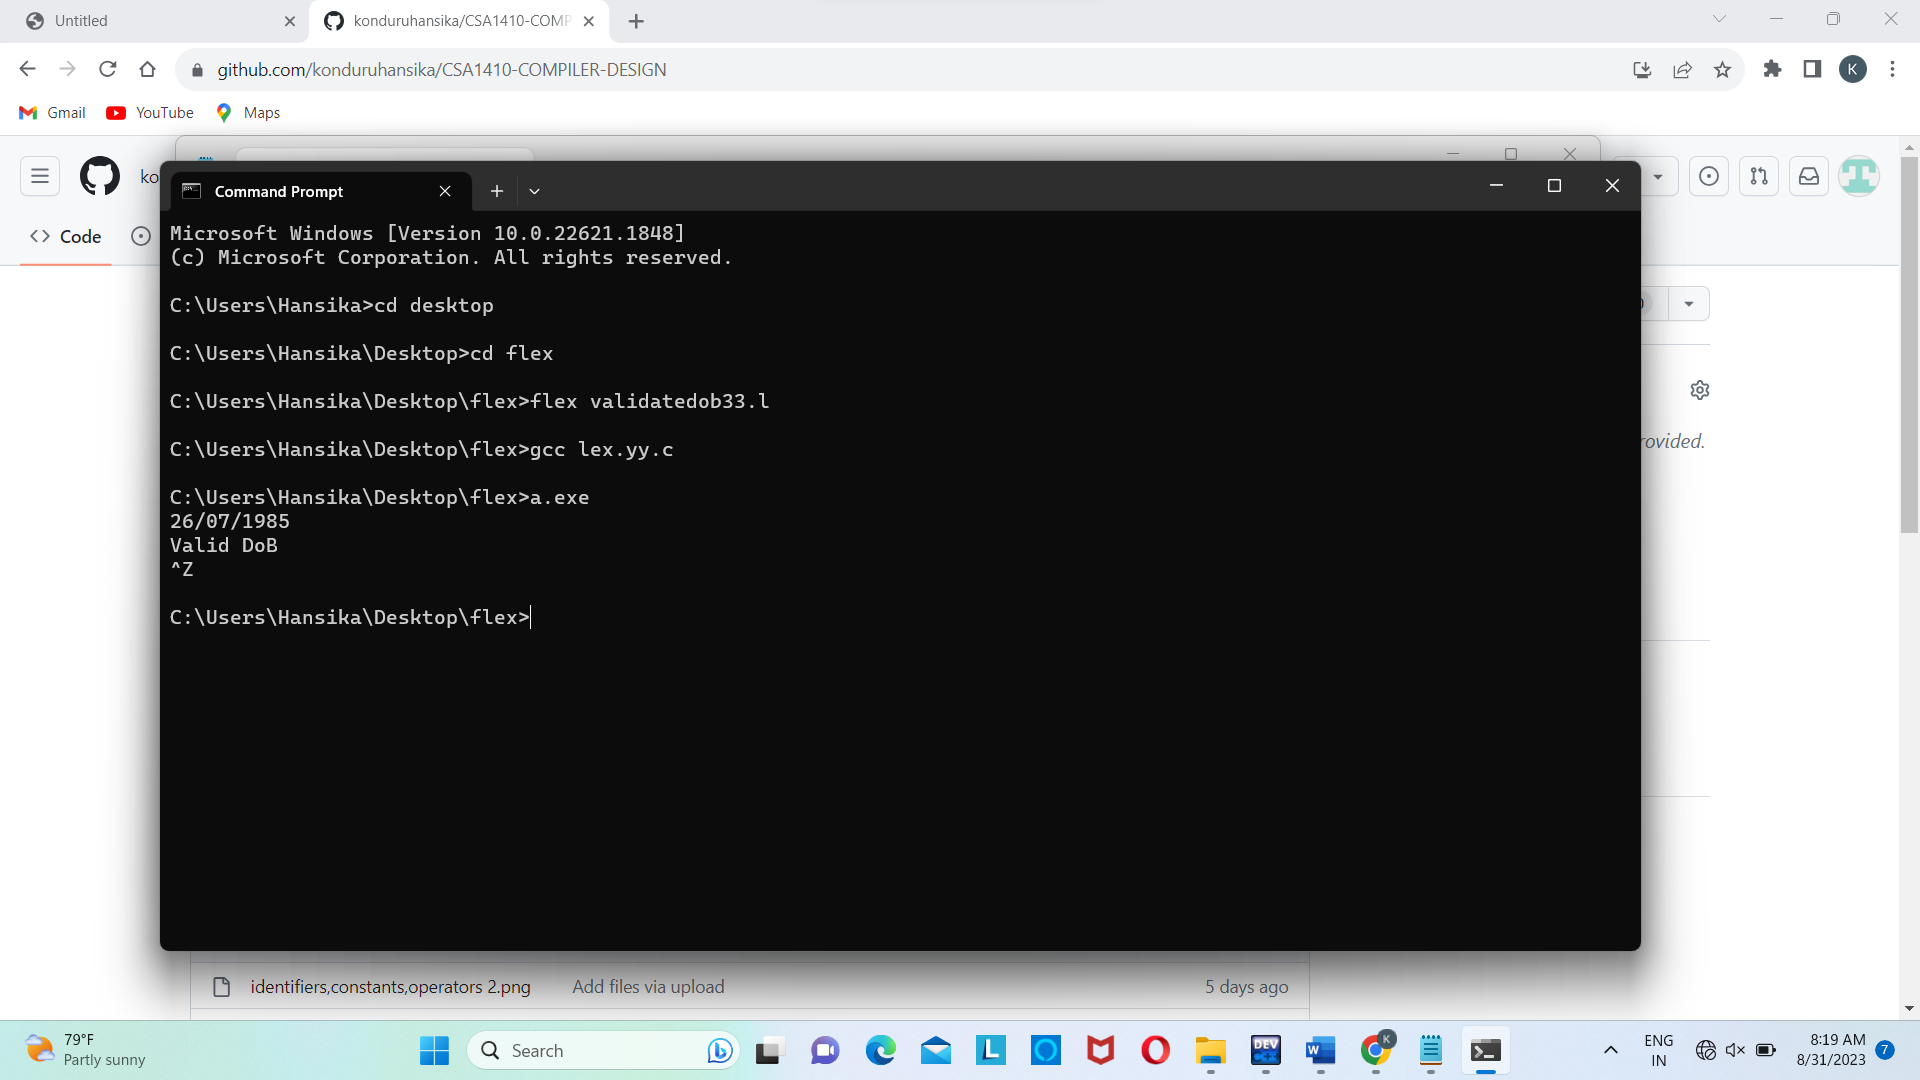 Untitled
konduruhansika/CSA1410-COMP
github.com/konduruhansika/CSA1410-COMPILER-DESIGN
K
Gmail
YouTube
Maps
ko
Command Prompt
Code
Microsoft Windows [Version 10.0.22621.1848]
(c) Microsoft Corporation. All rights reserved.
C:\Users\Hansika>cd desktop
C:\Users\Hansika\Desktop>cd flex
C:\Users\Hansika\Desktop\flex>flex validatedob33.l
C:\Users\Hansika\Desktop\flex>gcc lex.yy.c
rovided.
C:\Users\Hansika\Desktop\flex>a.exe
26/07/1985
Valid DoB
^Z
C:\Users\Hansika\Desktop\flex>
identifiers,constants,operators 2.png Add files via upload 5 days ago
79°F
Partly sunny
Search
L
DEV
C++
W
K
ENG
IN
8:19 AM
8/31/2023
7